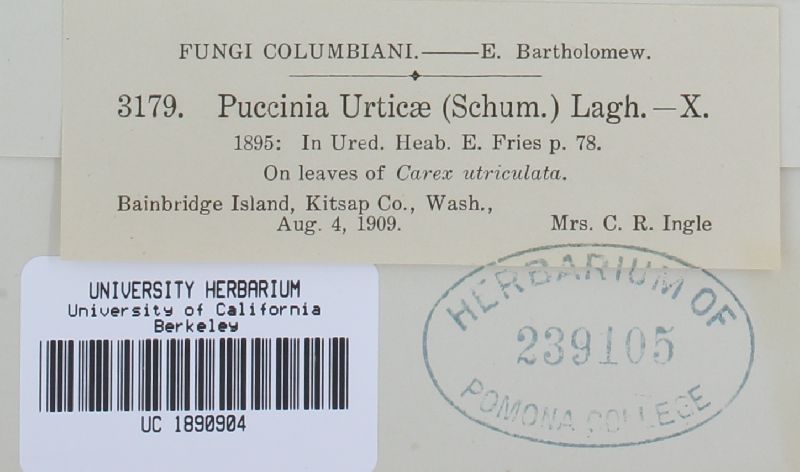 FUNGI COLUMBIANI.——E. Bartholomew.
3179. Puccinia Urticæ (Schum.) Lagh.—X.
1895: In Ured. Heab. E. Fries p. 78.
On leaves of Carex utriculata.
Bainbridge Island, Kitsap Co., Wash.,
Aug. 4, 1909. Mrs. C. R. Ingle
UNIVERSITY HERBARIUM
University of California
Berkeley
UC 1890904
HERBARIUM OF
239105
POMONA COLLEGE